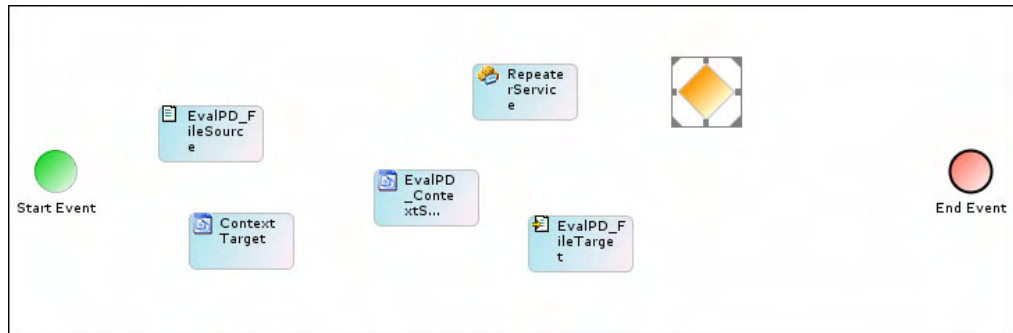 Repeate
rServic
e
EvalPD_F
ileSourc
e
Start Event
EvalPD
_Conte
xtS...
End Event
Context
Target
EvalPD_F
ileTarge
t